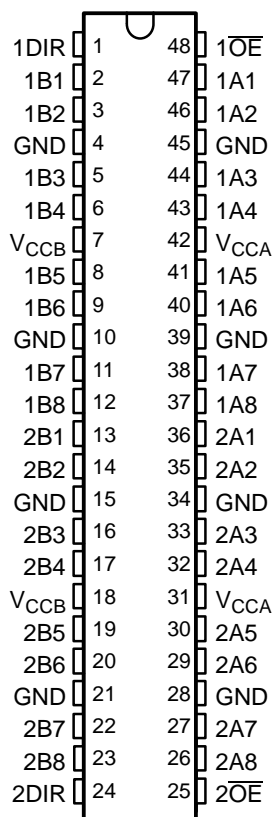 1DIR 1 48 1O̅E̅
1B1 2 47 1A1
1B2 3 46 1A2
GND 4 45 GND
1B3 5 44 1A3
1B4 6 43 1A4
VCCB 7 42 VCCA
1B5 8 41 1A5
1B6 9 40 1A6
GND 10 39 GND
1B7 11 38 1A7
1B8 12 37 1A8
2B1 13 36 2A1
2B2 14 35 2A2
GND 15 34 GND
2B3 16 33 2A3
2B4 17 32 2A4
VCCB 18 31 VCCA
2B5 19 30 2A5
2B6 20 29 2A6
GND 21 28 GND
2B7 22 27 2A7
2B8 23 26 2A8
2DIR 24 25 2O̅E̅